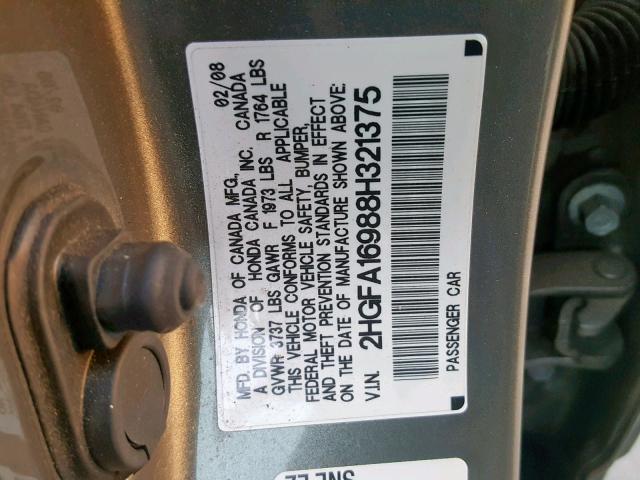 MFD. BY HONDA OF CANADA MFG., 02/08
A DIVISION OF HONDA CANADA INC. CANADA
GVWR 3737 LBS GAWR F 1973 LBS R 1764 LBS
THIS VEHICLE CONFORMS TO ALL APPLICABLE
FEDERAL MOTOR VEHICLE SAFETY, BUMPER,
AND THEFT PREVENTION STANDARDS IN EFFECT
ON THE DATE OF MANUFACTURE SHOWN ABOVE.
V.I.N. 2HGFA16988H321375
PASSENGER CAR